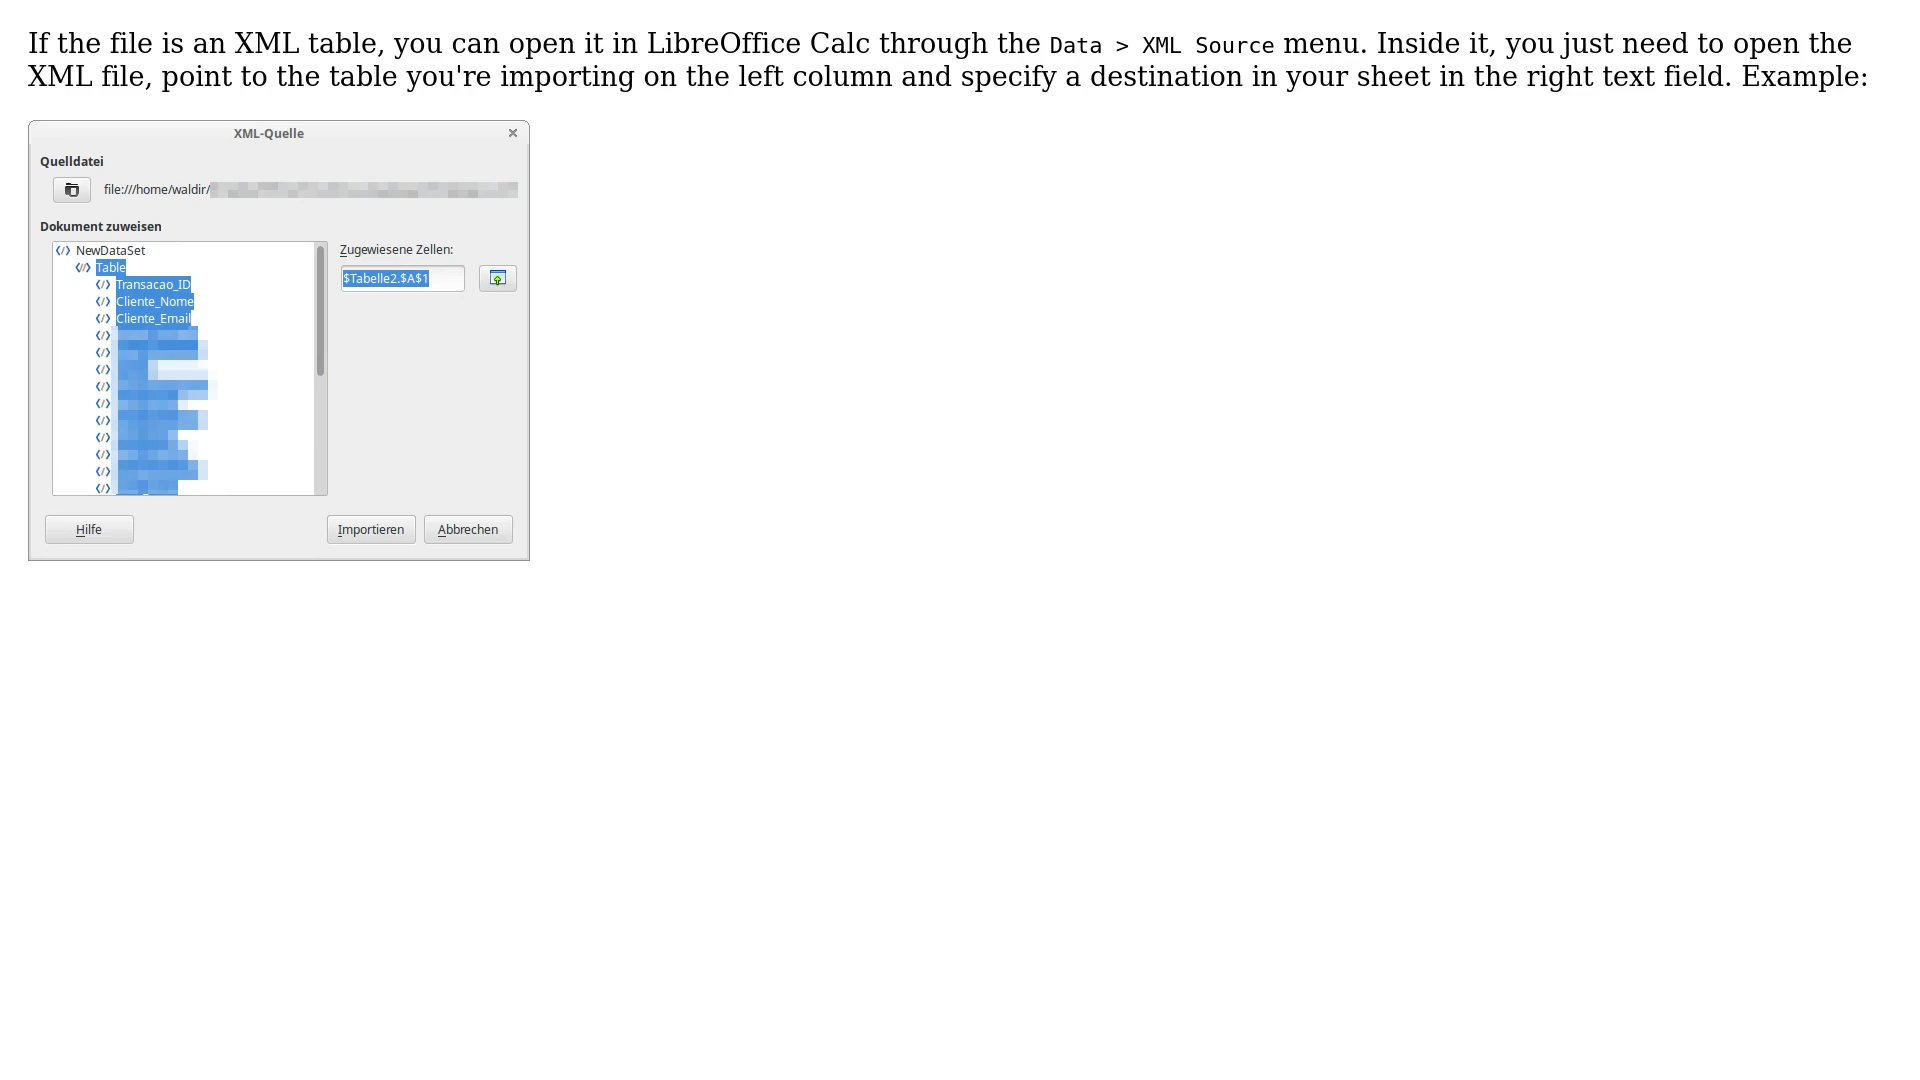 If the file is an XML table, you can open it in LibreOffice Calc through the Data > XML Source menu. Inside it, you just need to open the
XML file, point to the table you're importing on the left column and specify a destination in your sheet in the right text field. Example:
XML-Quelle
Quelldatei
file:///home/waldir/
Dokument zuweisen
NewDataSet
Table
Transacao_ID
Cliente_Nome
Cliente_Email
Zugewiesene Zellen:
$Tabelle2.$A$1
Hilfe
Importieren
Abbrechen